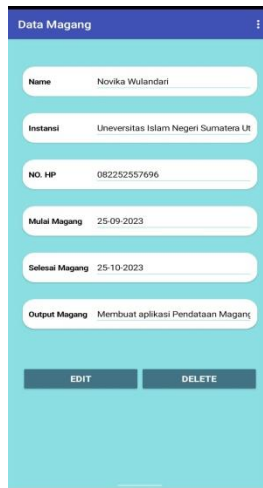 Data Magang
Name Novika Wulandari
Instansi Uneversitas Islam Negeri Sumatera Ut
NO. HP 082252557696
Mulai Magang 25-09-2023
Selesai Magang 25-10-2023
Output Magang Membuat aplikasi Pendataan Magang
EDIT DELETE